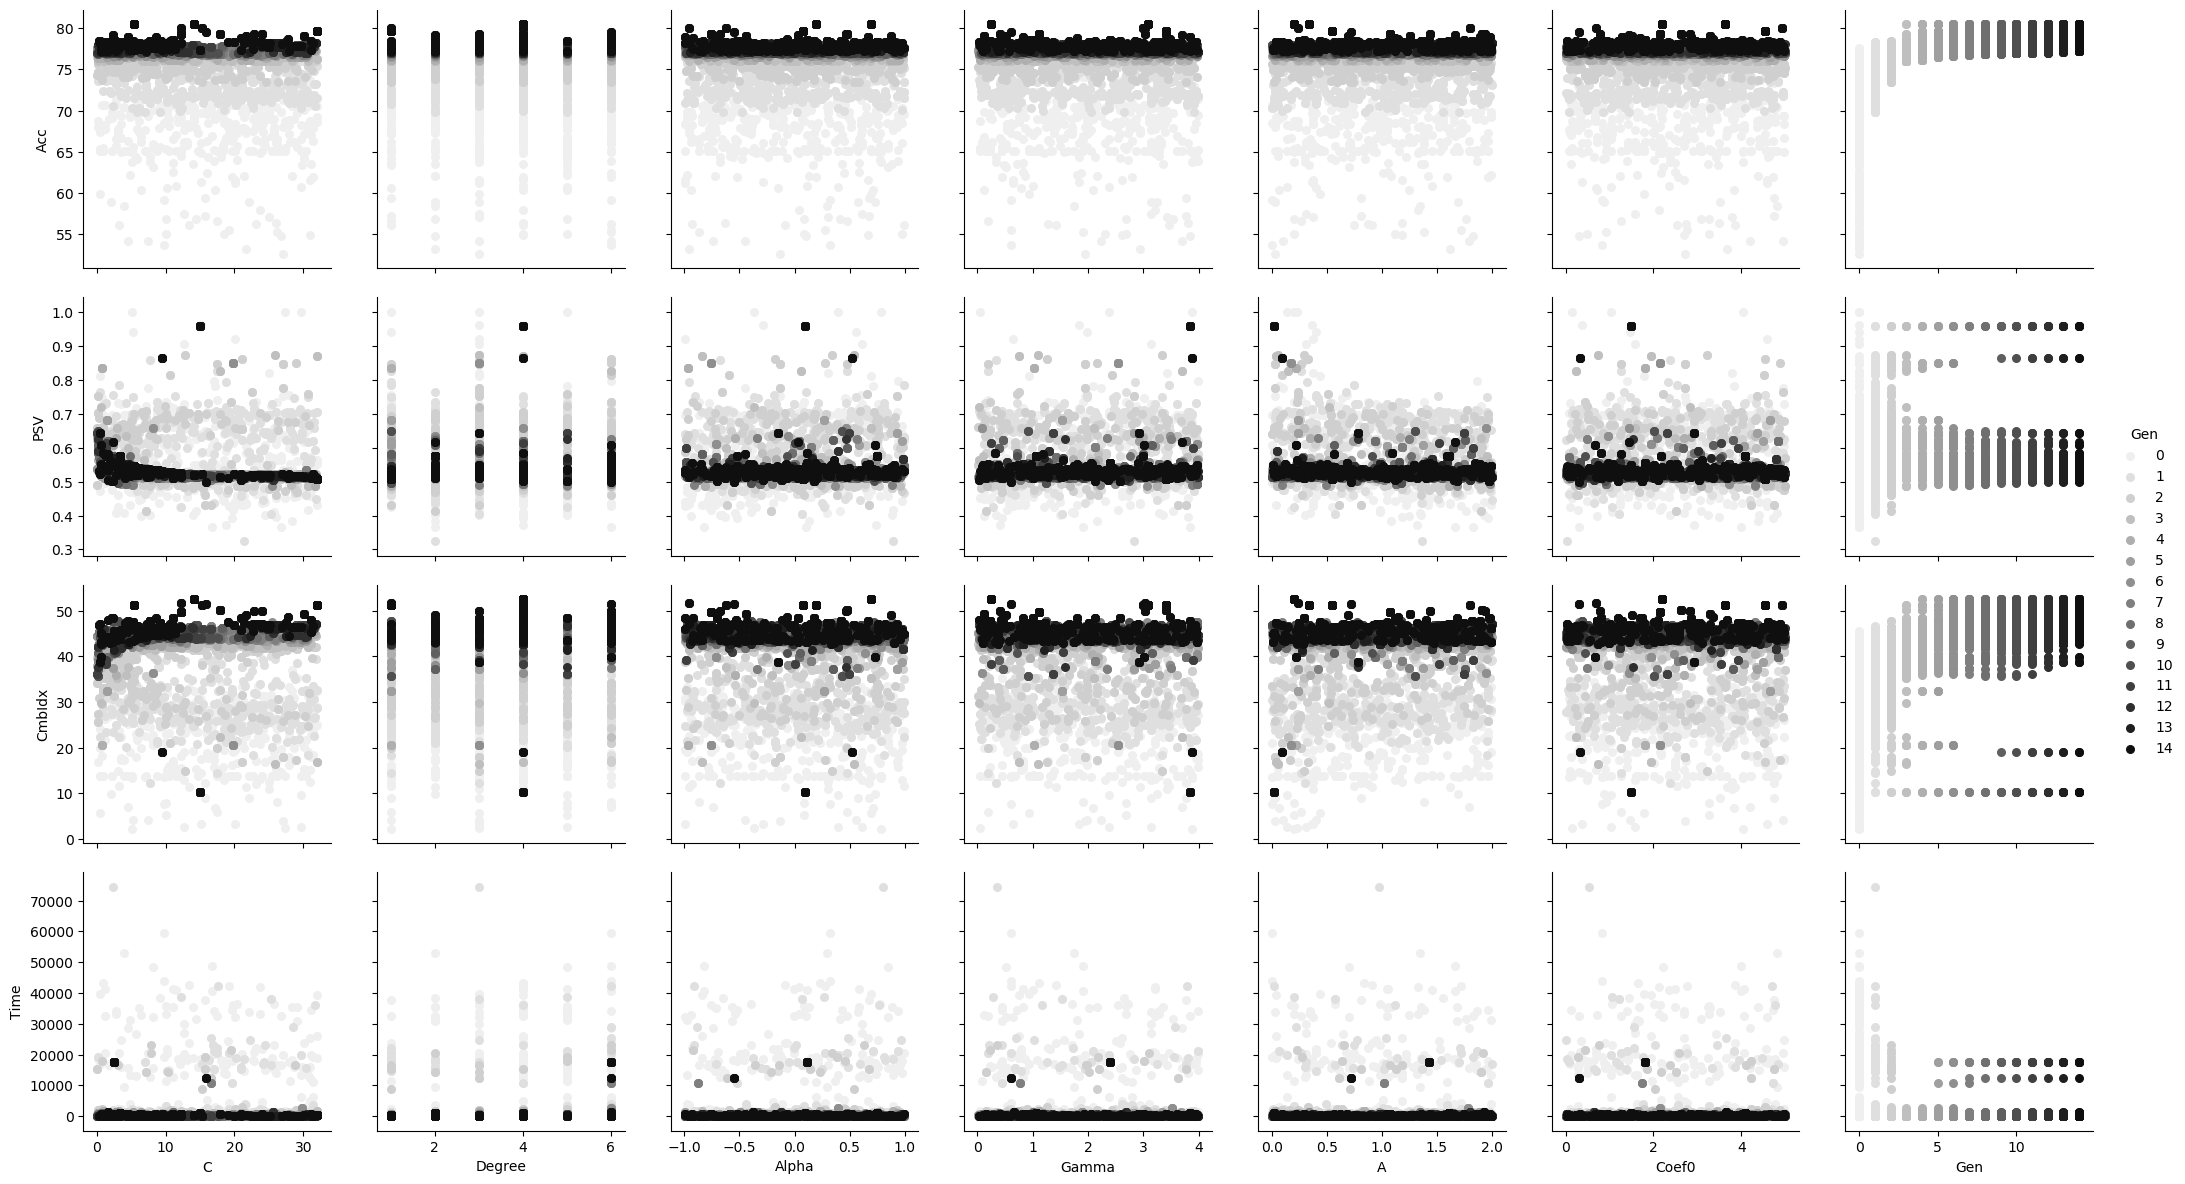 80
75
70
65
60
55
Acc
1.0
0.9
0.8
0.7
0.6
0.5
0.4
0.3
PSV
50
40
30
20
10
0
CmbIdx
70000
60000
50000
40000
30000
20000
10000
0
Time
0 10 20 30
C
2 4 6
Degree
−1.0 −0.5 0.0 0.5 1.0
Alpha
0 1 2 3 4
Gamma
0.0 0.5 1.0 1.5 2.0
A
0 2 4
Coef0
0 5 10
Gen
Gen
0
1
2
3
4
5
6
7
8
9
10
11
12
13
14